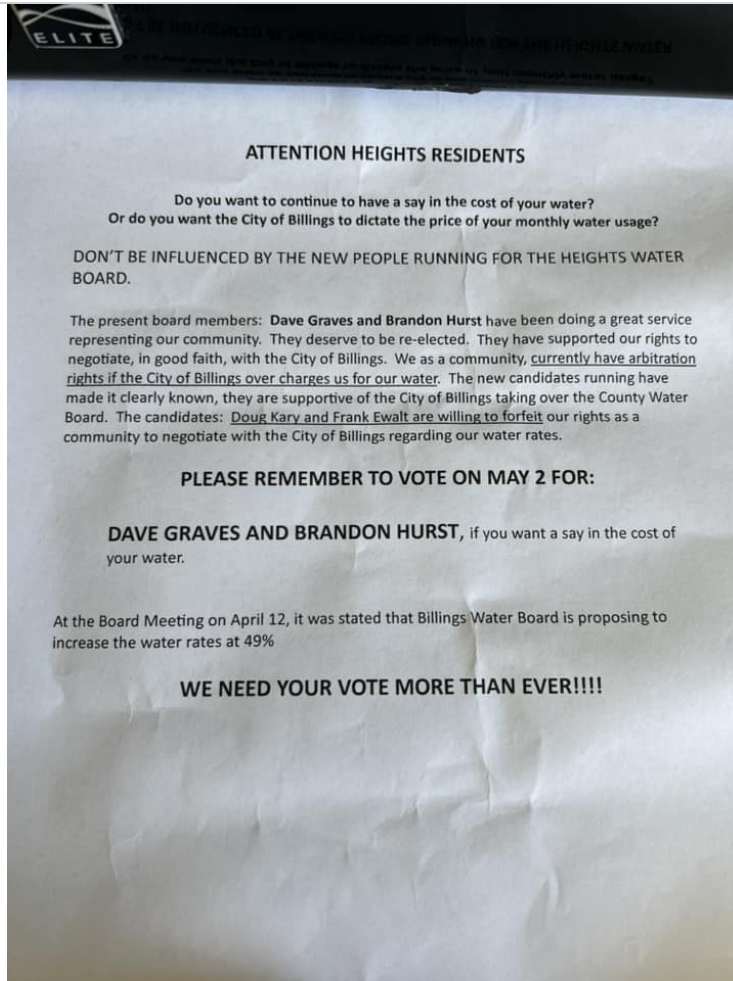 ELITE
ATTENTION HEIGHTS RESIDENTS
Do you want to continue to have a say in the cost of your water?
Or do you want the City of Billings to dictate the price of your monthly water usage?
DON'T BE INFLUENCED BY THE NEW PEOPLE RUNNING FOR THE HEIGHTS WATER
BOARD.
The present board members: Dave Graves and Brandon Hurst have been doing a great service
representing our community. They deserve to be re-elected. They have supported our rights to
negotiate, in good faith, with the City of Billings. We as a community, currently have arbitration
rights if the City of Billings over charges us for our water. The new candidates running have
made it clearly known, they are supportive of the City of Billings taking over the County Water
Board. The candidates: Doug Kary and Frank Ewalt are willing to forfeit our rights as a
community to negotiate with the City of Billings regarding our water rates.
PLEASE REMEMBER TO VOTE ON MAY 2 FOR:
DAVE GRAVES AND BRANDON HURST, if you want a say in the cost of
your water.
At the Board Meeting on April 12, it was stated that Billings Water Board is proposing to
increase the water rates at 49%
WE NEED YOUR VOTE MORE THAN EVER!!!!